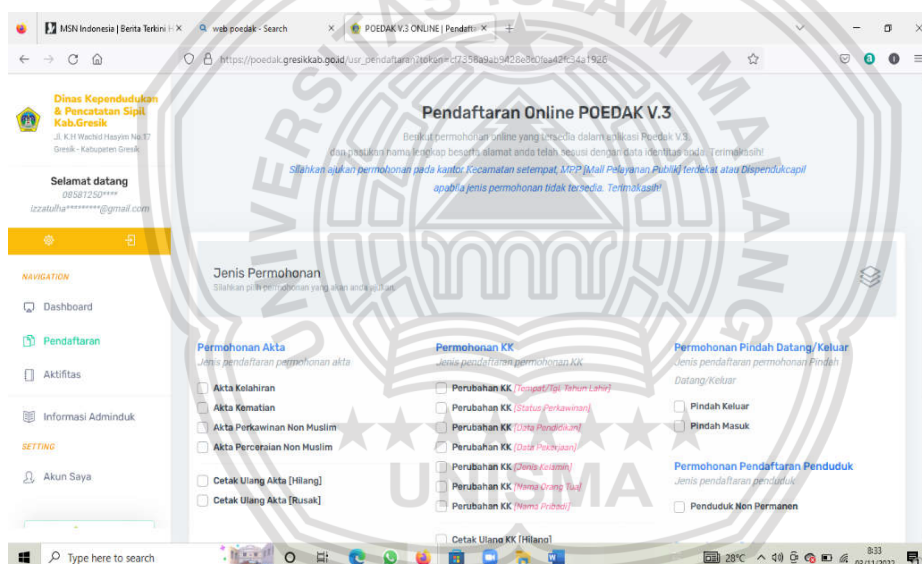 MSN Indonesia | Berita Terkini
web poedak - Search
POEDAK V.3 ONLINE | Pendaft
https://poedak.gresikkab.go.id/usr_pendaftaran?token=cf7358a9ab9428e8c0fea42fc34a1926
Dinas Kependudukan
& Pencatatan Sipil
Kab.Gresik
Jl. K.H Wachid Hasyim No.17
Gresik - Kabupaten Gresik
Selamat datang
08581250****
izzatulha*********@gmail.com
NAVIGATION
Dashboard
Pendaftaran
Aktifitas
Informasi Adminduk
SETTING
Akun Saya
Pendaftaran Online POEDAK V.3
Berikut permohonan online yang tersedia dalam aplikasi Poedak V.3.
dan pastikan nama lengkap beserta alamat anda telah sesuai dengan data identitas anda. Terimakasih!
Silahkan ajukan permohonan pada kantor Kecamatan setempat, MPP [Mall Pelayanan Publik] terdekat atau Dispendukcapil
apabila jenis permohonan tidak tersedia. Terimakasih!
Jenis Permohonan
Silahkan pilih permohonan yang akan anda ajukan.
Permohonan Akta
Jenis pendaftaran permohonan akta
Akta Kelahiran
Akta Kematian
Akta Perkawinan Non Muslim
Akta Perceraian Non Muslim
Cetak Ulang Akta [Hilang]
Cetak Ulang Akta [Rusak]
Permohonan KK
Jenis pendaftaran permohonan KK
Perubahan KK [Tempat/Tgl, Tahun Lahir]
Perubahan KK [Status Perkawinan]
Perubahan KK [Data Pendidikan]
Perubahan KK [Data Pekerjaan]
Perubahan KK [Jenis Kelamin]
Perubahan KK [Nama Orang Tua]
Perubahan KK [Nama Pribadi]
Cetak Ulang KK [Hilang]
Permohonan Pindah Datang/Keluar
Jenis pendaftaran permohonan Pindah
Datang/Keluar
Pindah Keluar
Pindah Masuk
Permohonan Pendaftaran Penduduk
Jenis pendaftaran penduduk
Penduduk Non Permanen
UNIVERSITAS ISLAM MALANG
UNISMA
Type here to search
28°C
8:33
03/11/2022